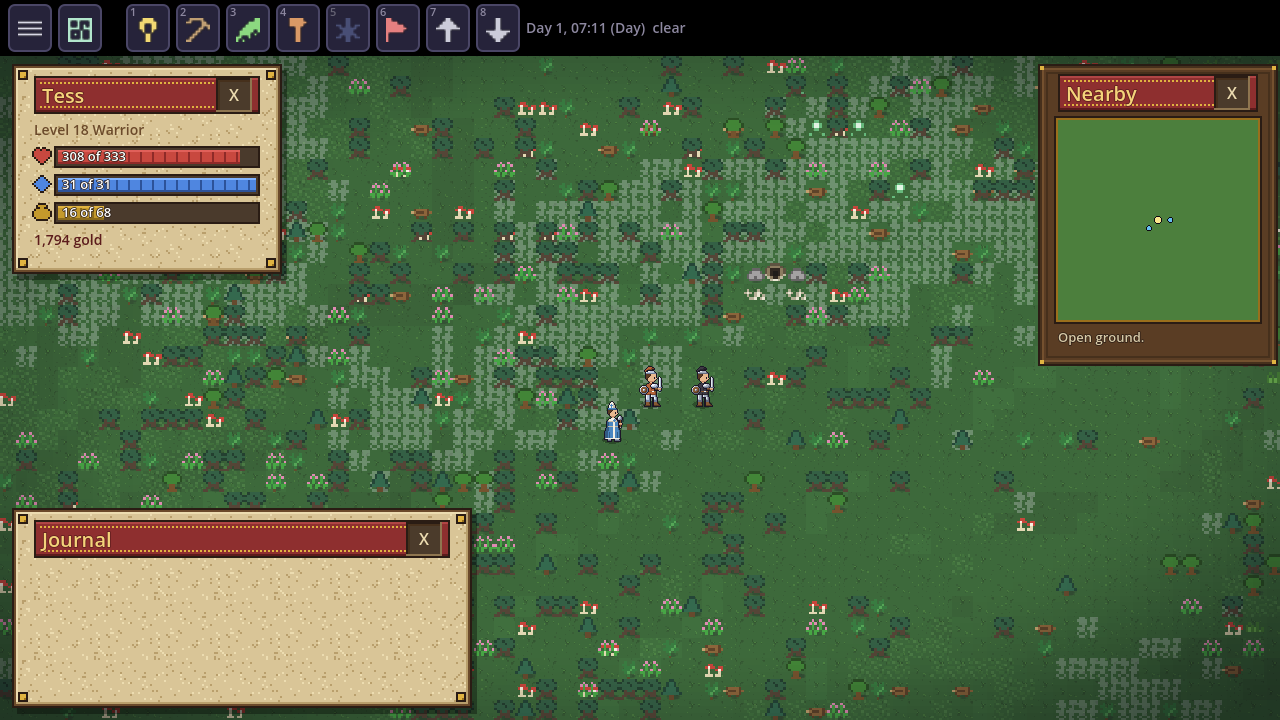 1 2 3 4 5 6 7 8
Day 1, 07:11 (Day) clear
Tess
X
Level 18 Warrior
308 of 333
31 of 31
16 of 68
1,794 gold
Nearby
X
Open ground.
Journal
X